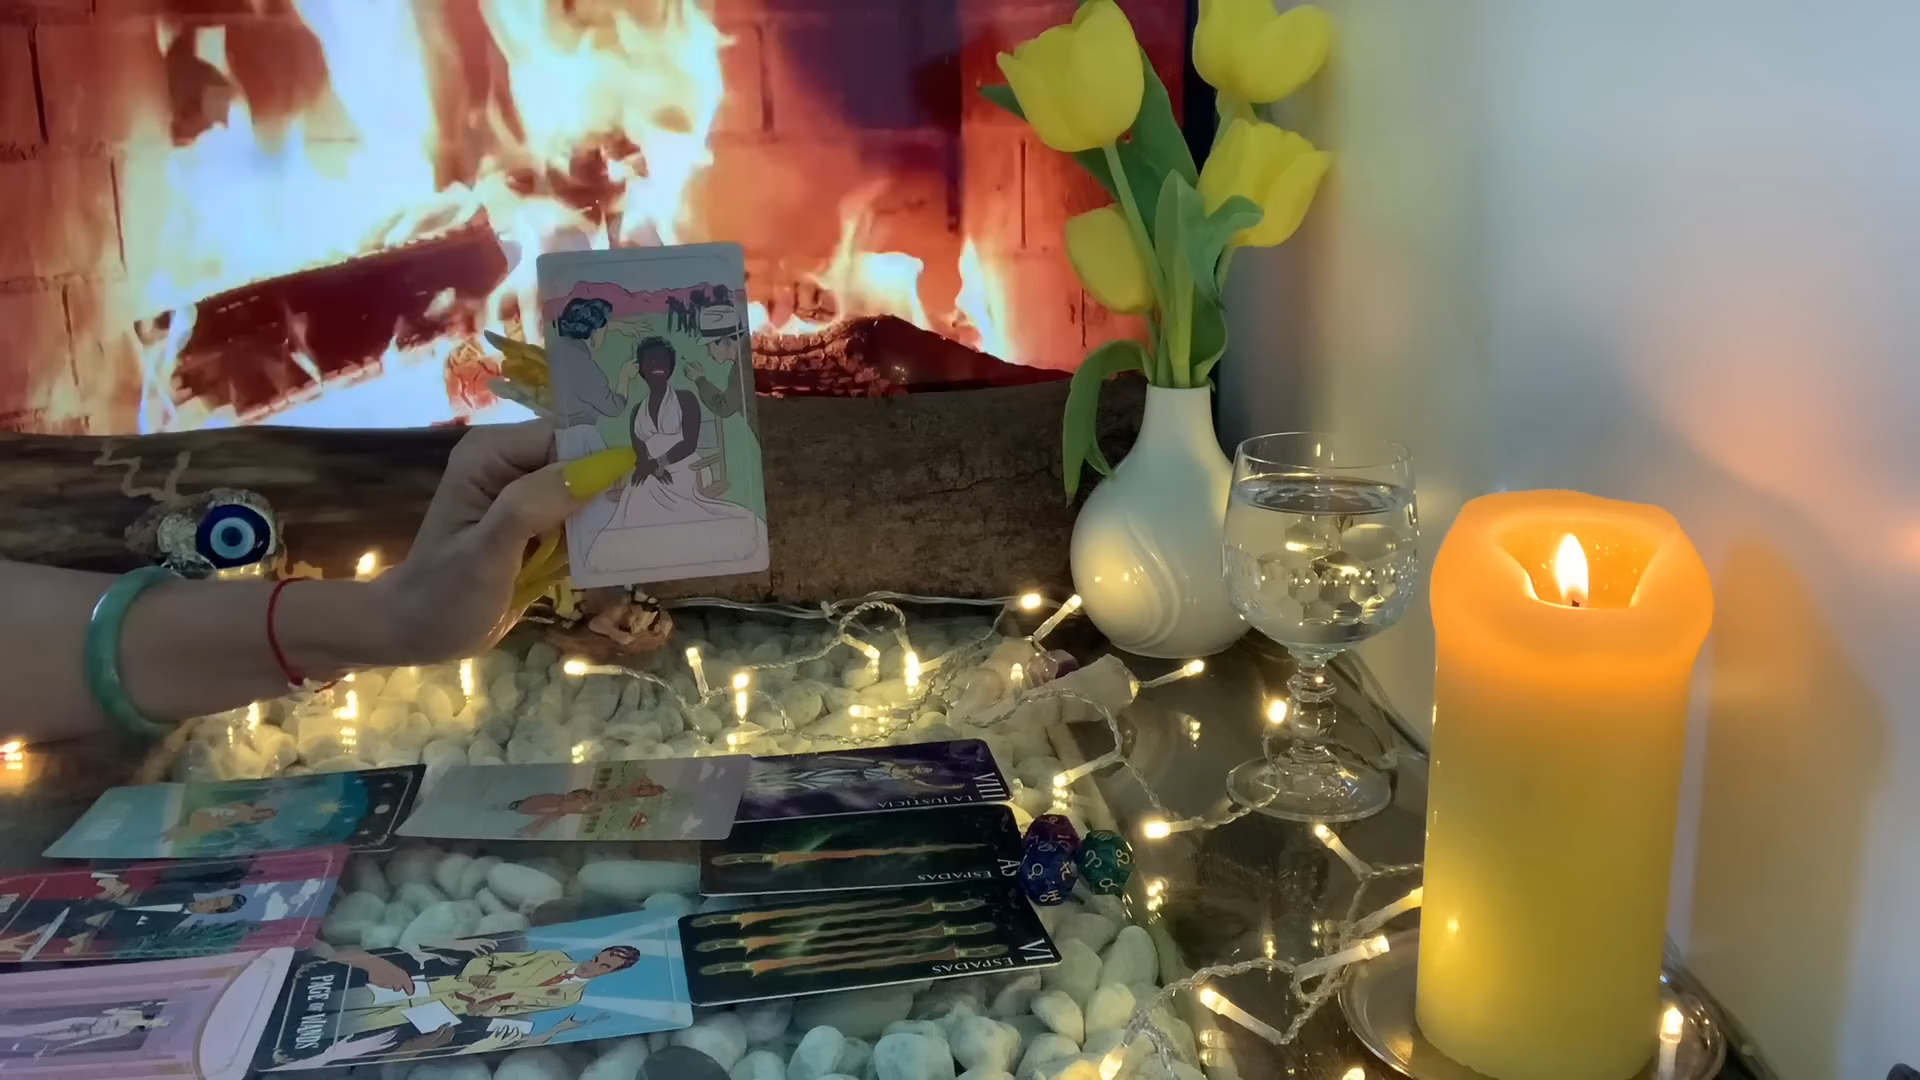 VIII
LA JUSTICIA
AS
ESPADAS
VI
ESPADAS
PAGE OF WANDS